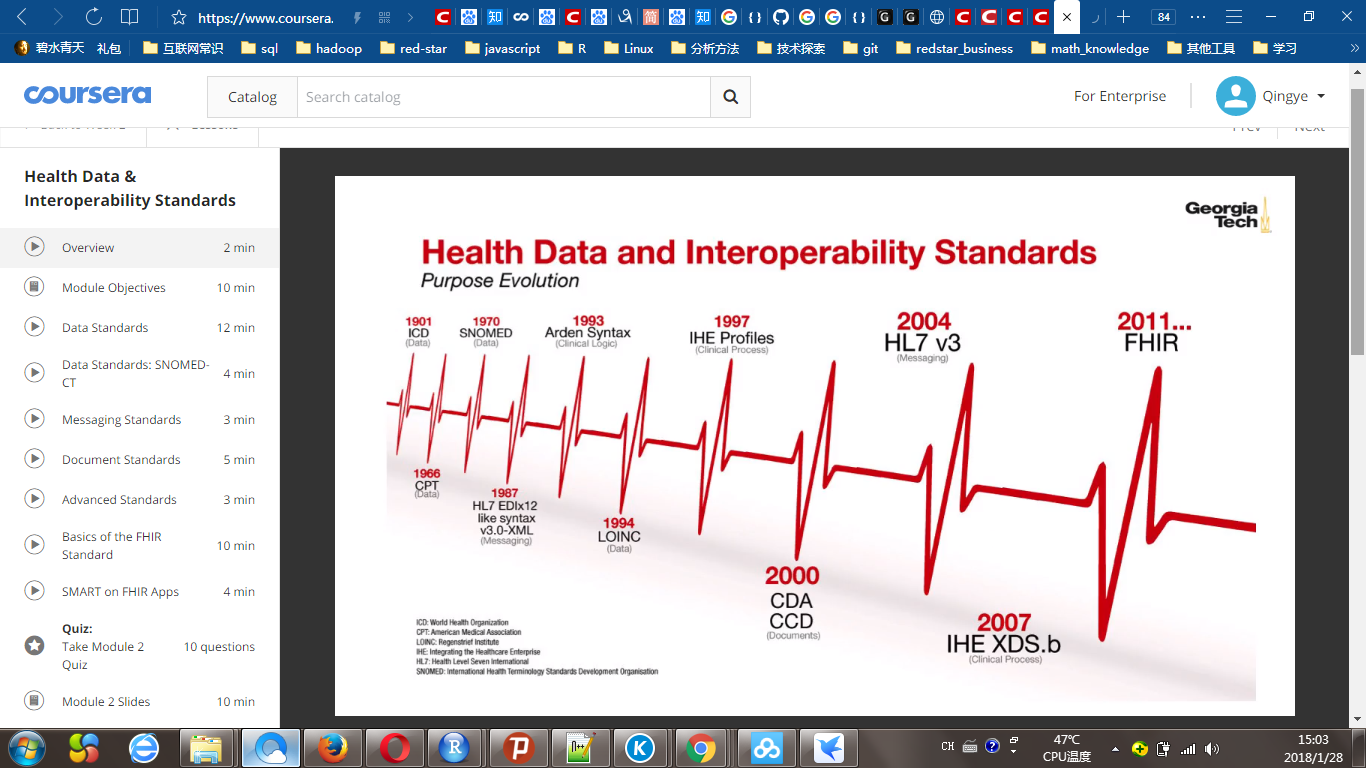 https://www.coursera.
84
碧水青天
礼包
互联网常识
sql
hadoop
red-star
javascript
R
Linux
分析方法
技术探索
git
redstar_business
math_knowledge
其他工具
学习
coursera
Catalog
Search catalog
For Enterprise
Qingye
Prev
Next
Health Data &
Interoperability Standards
Overview
2 min
Module Objectives
10 min
Data Standards
12 min
Data Standards: SNOMED-
CT
4 min
Messaging Standards
3 min
Document Standards
5 min
Advanced Standards
3 min
Basics of the FHIR
Standard
10 min
SMART on FHIR Apps
4 min
Quiz:
Take Module 2
Quiz
10 questions
Module 2 Slides
10 min
Georgia
Tech
Health Data and Interoperability Standards
Purpose Evolution
1901
ICD
(Data)
1970
SNOMED
(Data)
1993
Arden Syntax
(Clinical Logic)
1997
IHE Profiles
(Clinical Process)
2004
HL7 v3
(Messaging)
2011...
FHIR
1966
CPT
(Data)
1987
HL7 EDIx12
like syntax
v3.0-XML
(Messaging)
1994
LOINC
(Data)
2000
CDA
CCD
(Documents)
2007
IHE XDS.b
(Clinical Process)
ICD: World Health Organization
CPT: American Medical Association
LOINC: Regenstrief Institute
IHE: Integrating the Healthcare Enterprise
HL7: Health Level Seven International
SNOMED: International Health Terminology Standards Development Organisation
CH
47℃
CPU温度
15:03
2018/1/28